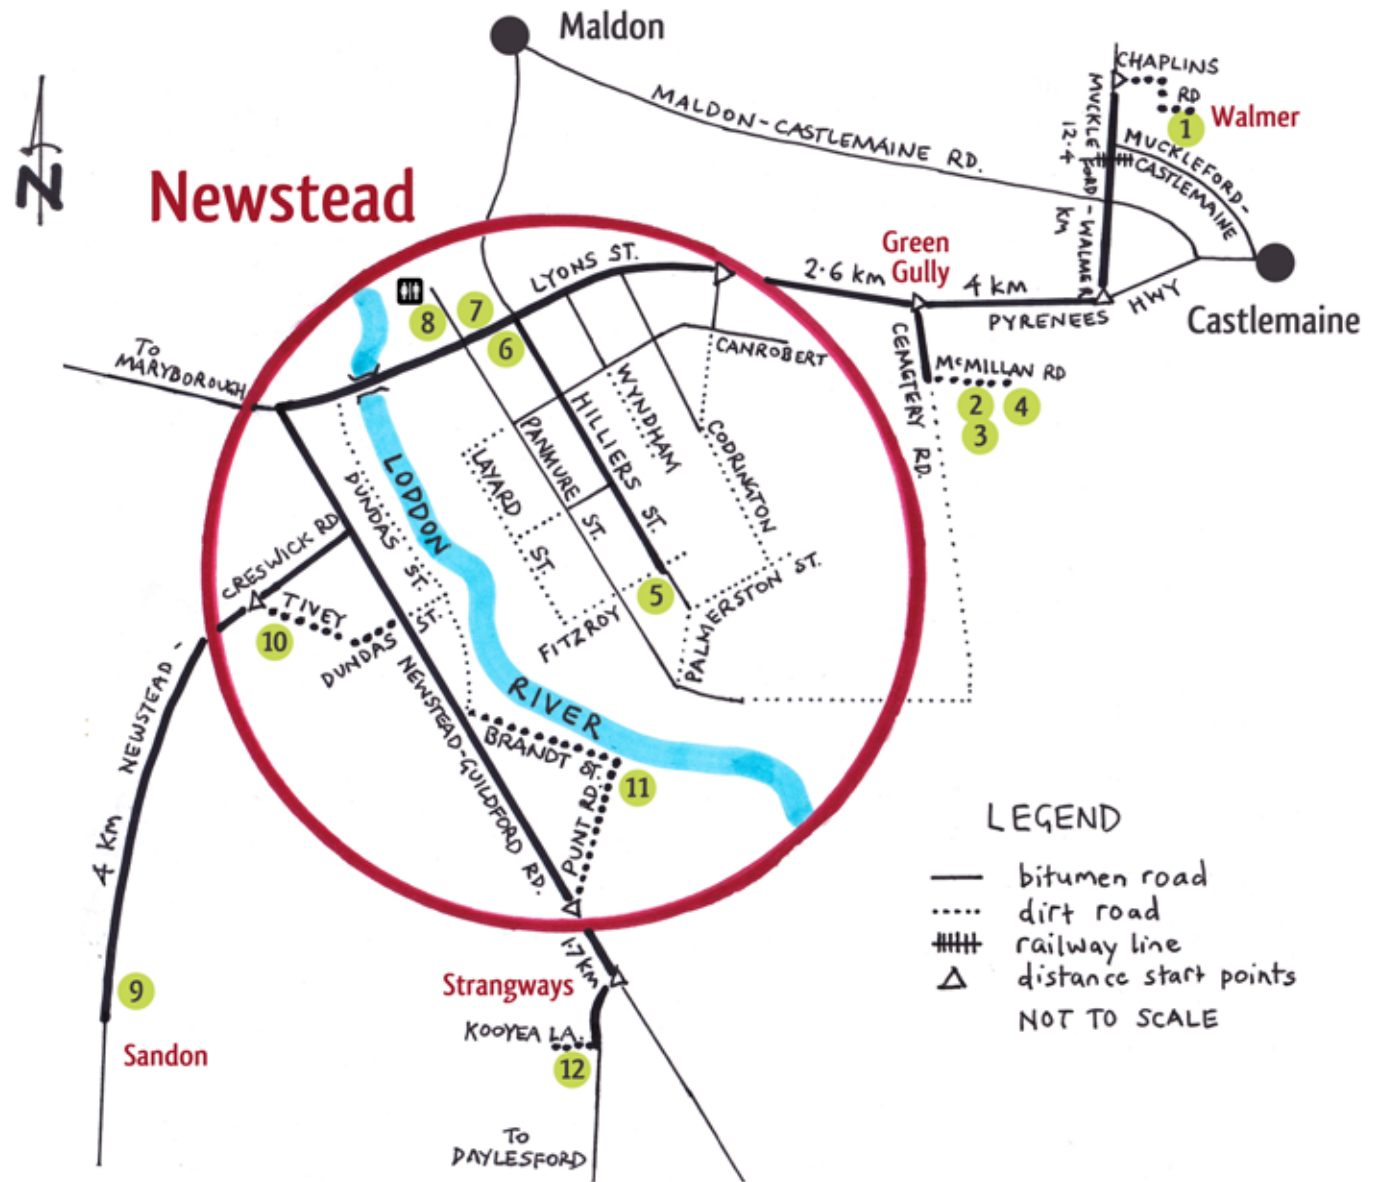 Maldon
CHAPLINS
RD
Walmer
1
MALDON-CASTLEMAINE RD.
MUCKLEFORD-WALMER
12.4
KM
MUCKLEFORD-
CASTLEMAINE
N
Newstead
Green
Gully
2.6 km
4 km
PYRENEES
HWY
Castlemaine
LYONS ST.
7
8
6
TO
MARYBOROUGH
CANROBERT
CEMETERY RD.
McMILLAN RD
2
4
3
WYNDHAM
HILLIERS ST.
PANMURE ST.
LAYARD ST.
CODRINGTON
LODDON
RIVER
DUNDAS ST.
CRESWICK RD
TIVEY
10
DUNDAS ST.
FITZROY
5
PALMERSTON ST.
NEWSTEAD-
4 KM
NEWSTEAD-GUILDFORD RD.
BRANDT ST.
PUNT RD.
11
9
Sandon
1.7 KM
Strangways
KOOYEA LA.
12
TO
DAYLESFORD
LEGEND
bitumen road
dirt road
railway line
distance start points
NOT TO SCALE